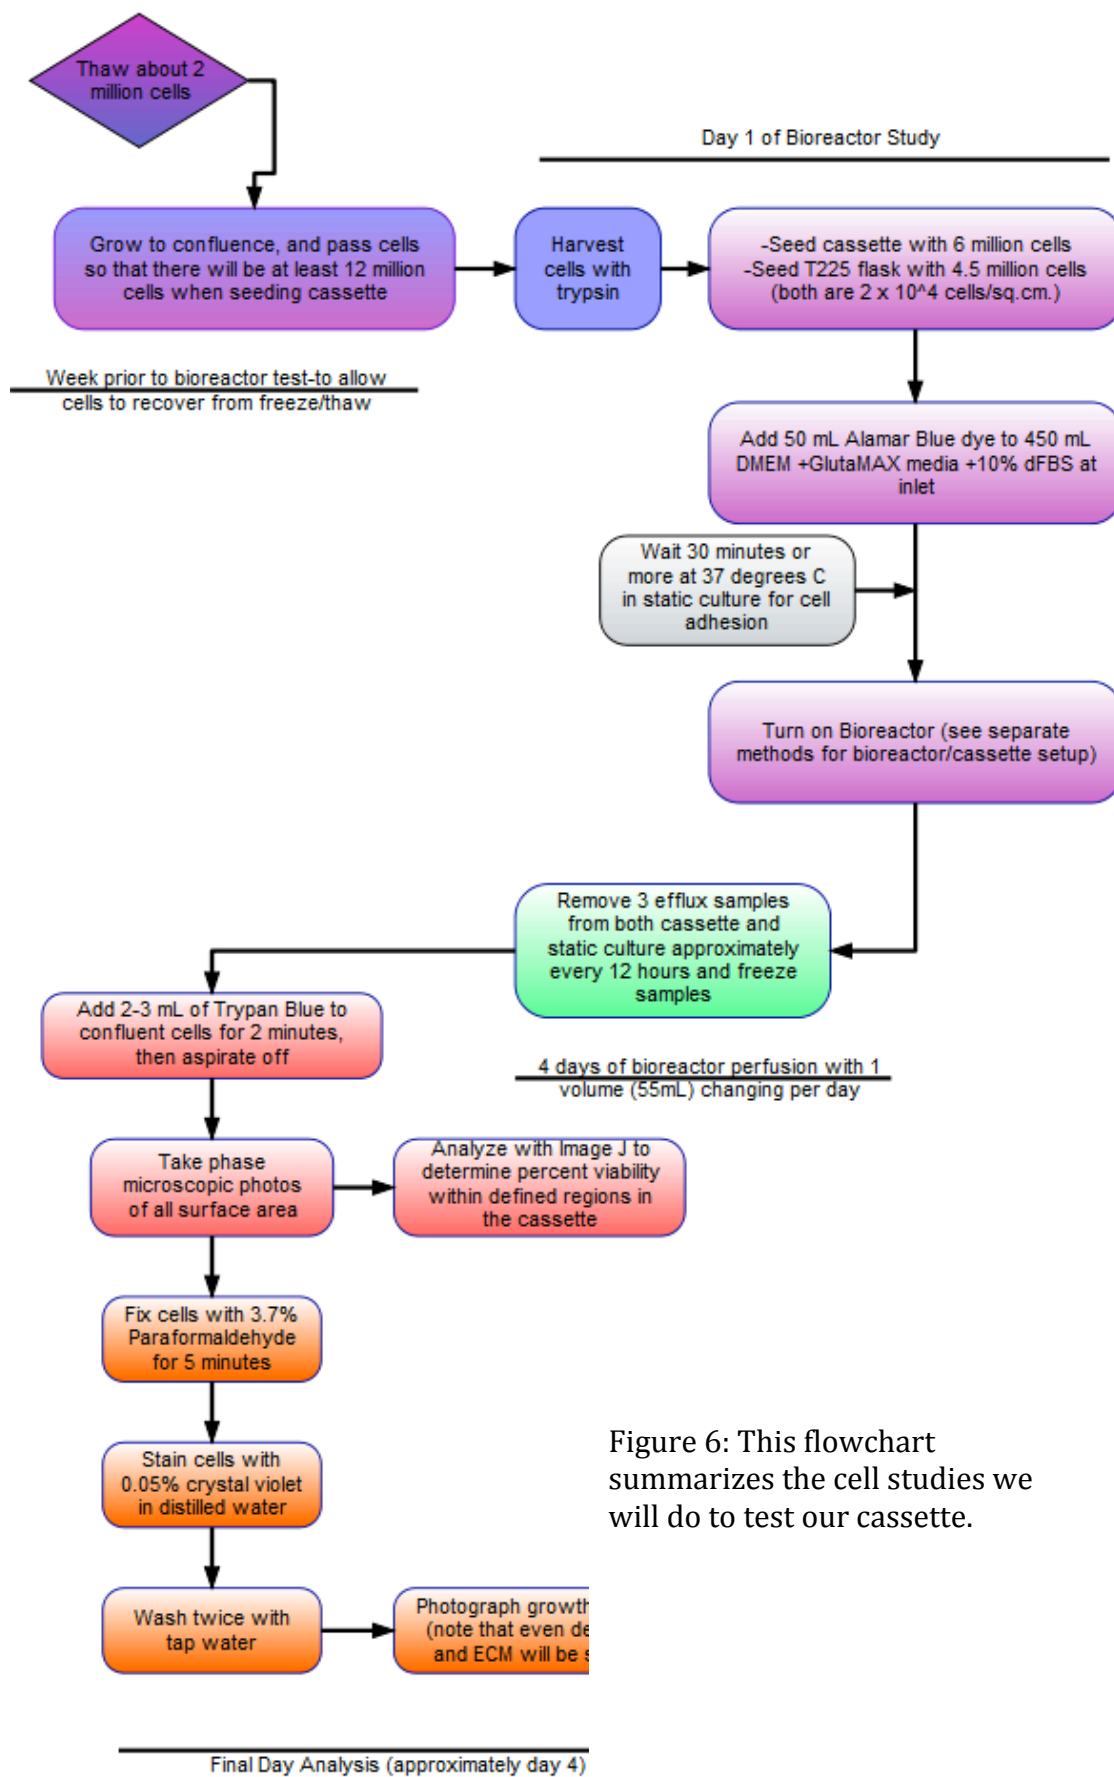 Thaw about 2
million cells
Day 1 of Bioreactor Study
Grow to confluence, and pass cells
so that there will be at least 12 million
cells when seeding cassette
Harvest
cells with
trypsin
-Seed cassette with 6 million cells
-Seed T225 flask with 4.5 million cells
(both are 2 x 10^4 cells/sq.cm.)
Week prior to bioreactor test-to allow
cells to recover from freeze/thaw
Add 50 mL Alamar Blue dye to 450 mL
DMEM +GlutaMAX media +10% dFBS at
inlet
Wait 30 minutes or
more at 37 degrees C
in static culture for cell
adhesion
Turn on Bioreactor (see separate
methods for bioreactor/cassette setup)
Remove 3 efflux samples
from both cassette and
static culture approximately
every 12 hours and freeze
samples
Add 2-3 mL of Trypan Blue to
confluent cells for 2 minutes,
then aspirate off
4 days of bioreactor perfusion with 1
volume (55mL) changing per day
Take phase
microscopic photos
of all surface area
Analyze with Image J to
determine percent viability
within defined regions in
the cassette
Fix cells with 3.7%
Paraformaldehyde
for 5 minutes
Stain cells with
0.05% crystal violet
in distilled water
Figure 6: This flowchart
summarizes the cell studies we
will do to test our cassette.
Wash twice with
tap water
Photograph growth
(note that even
and ECM will be
Final Day Analysis (approximately day 4)